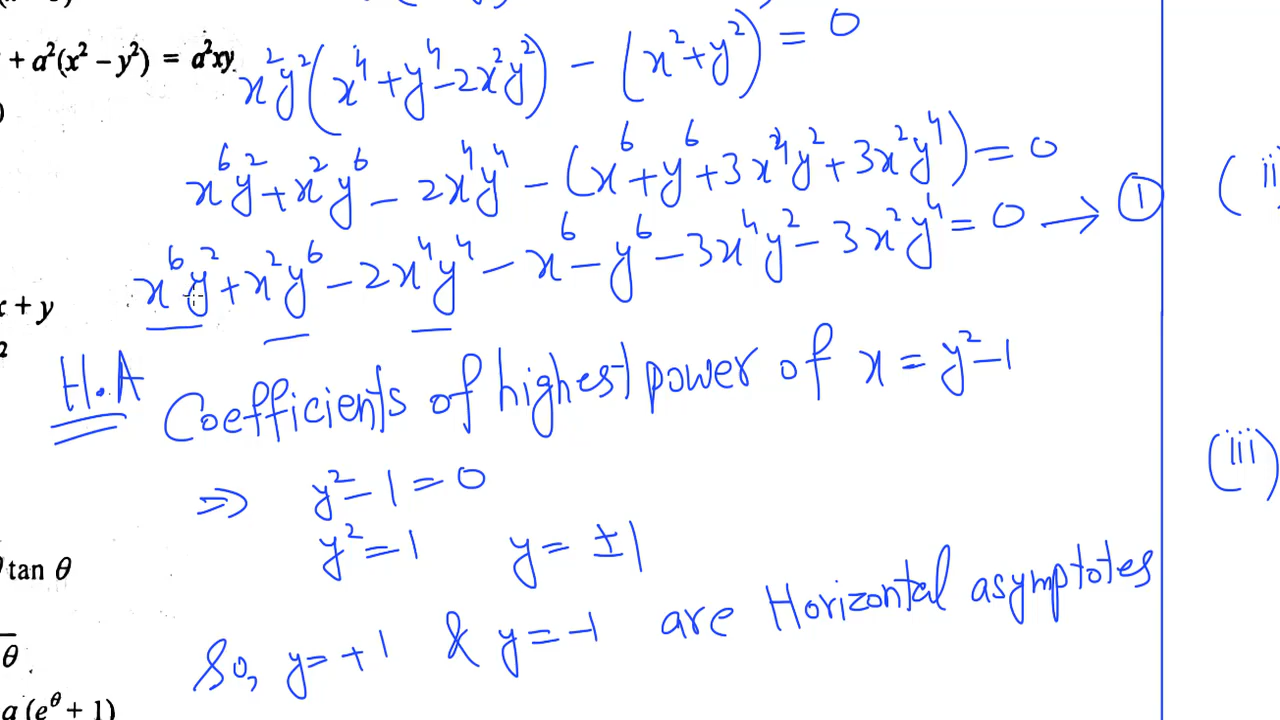 + a²(x² – y²) = a²xy.
x²y²(x⁴+y⁴-2x²y²) - (x²+y²) = 0
x⁶y²+x²y⁶ - 2x⁴y⁴ - (x⁶+y⁶+3x⁴y²+3x²y⁴) = 0
x⁶y²+x²y⁶ - 2x⁴y⁴ - x⁶ - y⁶ - 3x⁴y² - 3x²y⁴ = 0 → ①
(ii
x + y
H.A Coefficients of highest power of x = y²-1
(iii)
⇒ y²-1 = 0
y² = 1 y = ±1
tan θ
So, y = +1 & y = -1 are Horizontal asymptotes
θ.
a (e^θ + 1)